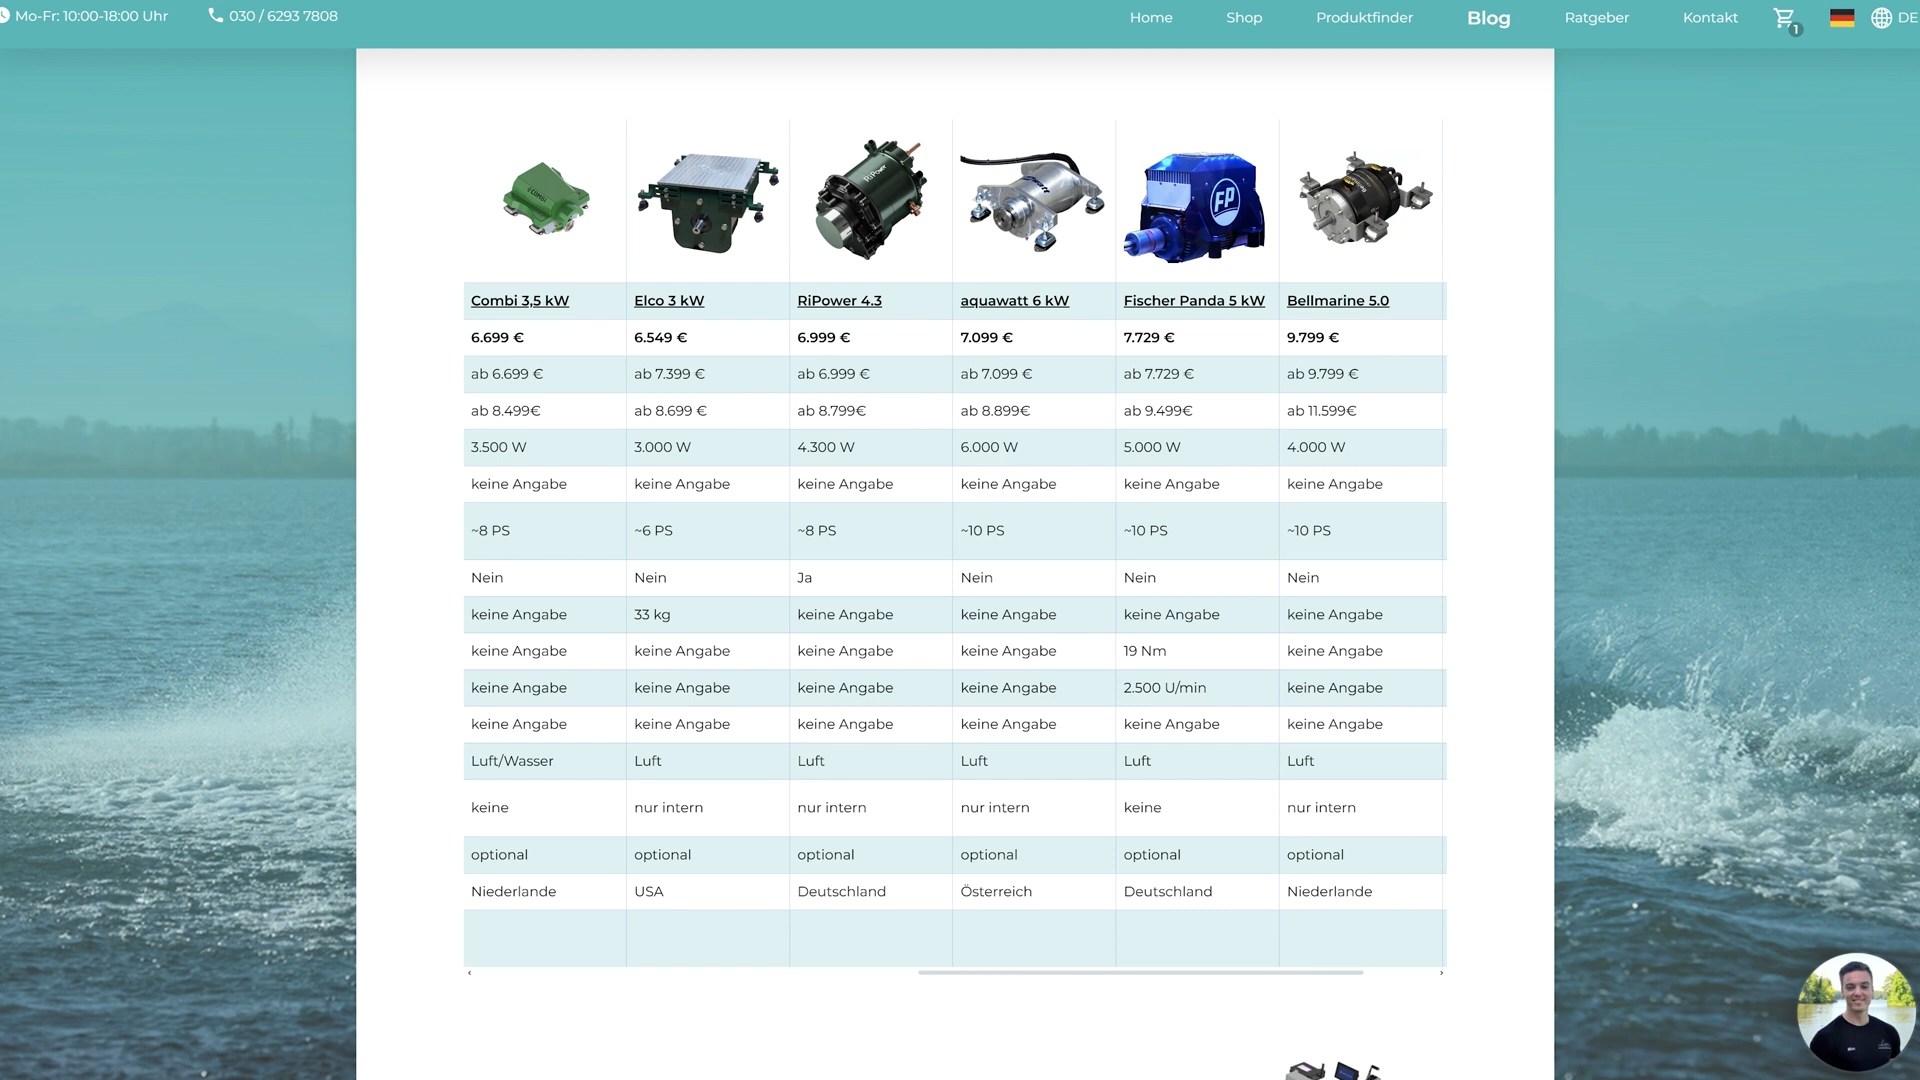 Mo-Fr: 10:00-18:00 Uhr
030 / 6293 7808
Home
Shop
Produktfinder
Blog
Ratgeber
Kontakt
1
DE
COMBI
RiPower
FP
Combi 3,5 kW Elco 3 kW RiPower 4.3 aquawatt 6 kW Fischer Panda 5 kW Bellmarine 5.0
6.699 € 6.549 € 6.999 € 7.099 € 7.729 € 9.799 €
ab 6.699 € ab 7.399 € ab 6.999 € ab 7.099 € ab 7.729 € ab 9.799 €
ab 8.499€ ab 8.699 € ab 8.799€ ab 8.899€ ab 9.499€ ab 11.599€
3.500 W 3.000 W 4.300 W 6.000 W 5.000 W 4.000 W
keine Angabe keine Angabe keine Angabe keine Angabe keine Angabe keine Angabe
~8 PS ~6 PS ~8 PS ~10 PS ~10 PS ~10 PS
Nein Nein Ja Nein Nein Nein
keine Angabe 33 kg keine Angabe keine Angabe keine Angabe keine Angabe
keine Angabe keine Angabe keine Angabe keine Angabe 19 Nm keine Angabe
keine Angabe keine Angabe keine Angabe keine Angabe 2.500 U/min keine Angabe
keine Angabe keine Angabe keine Angabe keine Angabe keine Angabe keine Angabe
Luft/Wasser Luft Luft Luft Luft Luft
keine nur intern nur intern nur intern keine nur intern
optional optional optional optional optional optional
Niederlande USA Deutschland Österreich Deutschland Niederlande